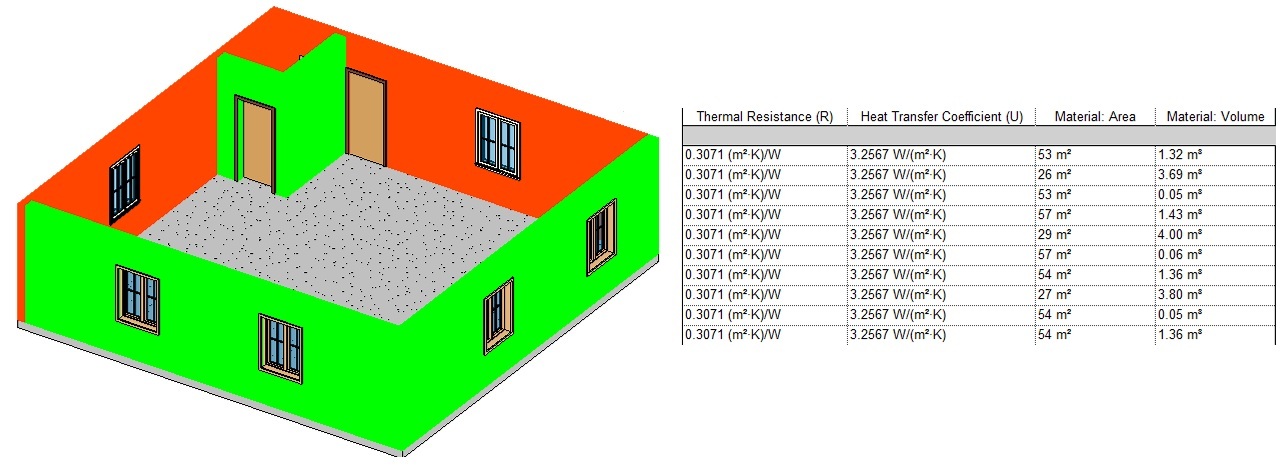 Thermal Resistance (R) Heat Transfer Coefficient (U) Material: Area Material: Volume
0.3071 (m²·K)/W 3.2567 W/(m²·K) 53 m² 1.32 m³
0.3071 (m²·K)/W 3.2567 W/(m²·K) 26 m² 3.69 m³
0.3071 (m²·K)/W 3.2567 W/(m²·K) 53 m² 0.05 m³
0.3071 (m²·K)/W 3.2567 W/(m²·K) 57 m² 1.43 m³
0.3071 (m²·K)/W 3.2567 W/(m²·K) 29 m² 4.00 m³
0.3071 (m²·K)/W 3.2567 W/(m²·K) 57 m² 0.06 m³
0.3071 (m²·K)/W 3.2567 W/(m²·K) 54 m² 1.36 m³
0.3071 (m²·K)/W 3.2567 W/(m²·K) 27 m² 3.80 m³
0.3071 (m²·K)/W 3.2567 W/(m²·K) 54 m² 0.05 m³
0.3071 (m²·K)/W 3.2567 W/(m²·K) 54 m² 1.36 m³